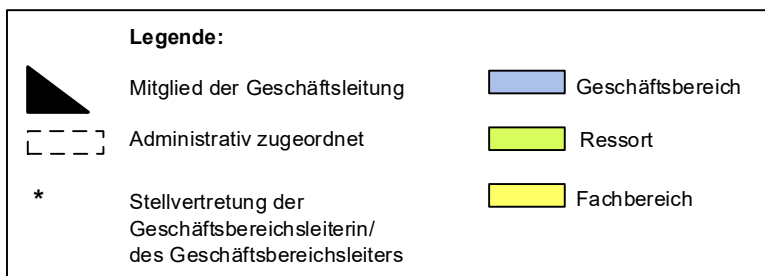 Legende:
Mitglied der Geschäftsleitung
Administrativ zugeordnet
*
Stellvertretung der
Geschäftsbereichsleiterin/
des Geschäftsbereichsleiters
Geschäftsbereich
Ressort
Fachbereich